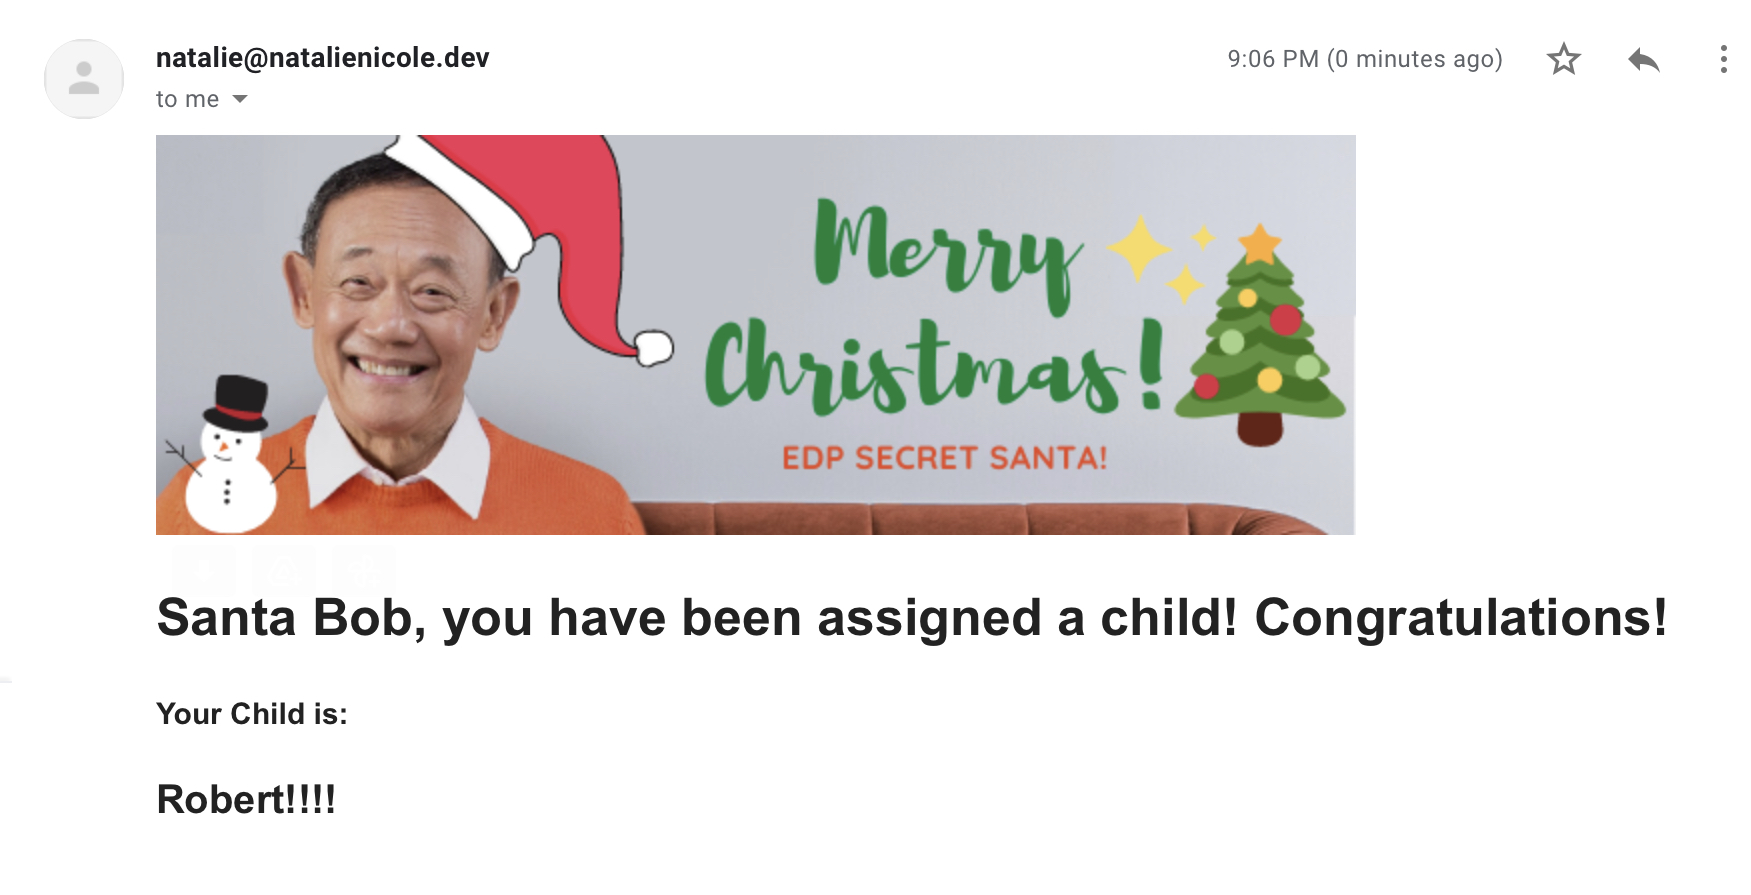 natalie@natalienicole.dev
9:06 PM (0 minutes ago)
to me
Merry
Christmas!
EDP SECRET SANTA!
Santa Bob, you have been assigned a child! Congratulations!
Your Child is:
Robert!!!!